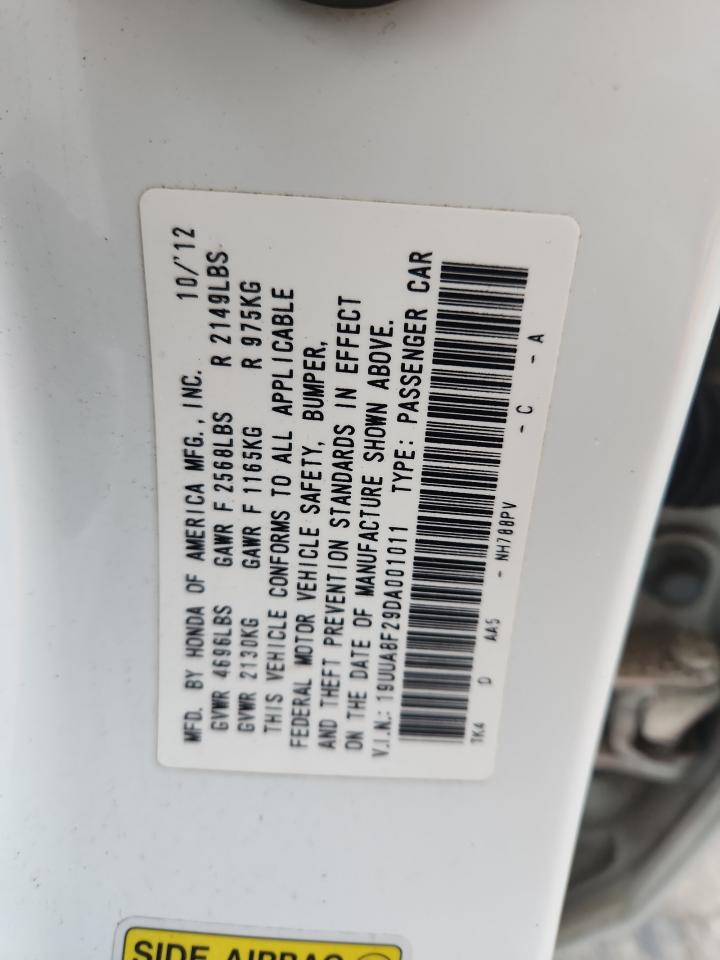 MFD. BY HONDA OF AMERICA MFG., INC. 10/'12
GVWR 4696LBS GAWR F 2568LBS R 2149LBS
GVWR 2130KG GAWR F 1165KG R 975KG
THIS VEHICLE CONFORMS TO ALL APPLICABLE
FEDERAL MOTOR VEHICLE SAFETY, BUMPER,
AND THEFT PREVENTION STANDARDS IN EFFECT
ON THE DATE OF MANUFACTURE SHOWN ABOVE.
V.I.N.: 19UUA8F29DA001011 TYPE: PASSENGER CAR
TK4 D AA5 - NH788PV - C - A
SIDE AIRBAG